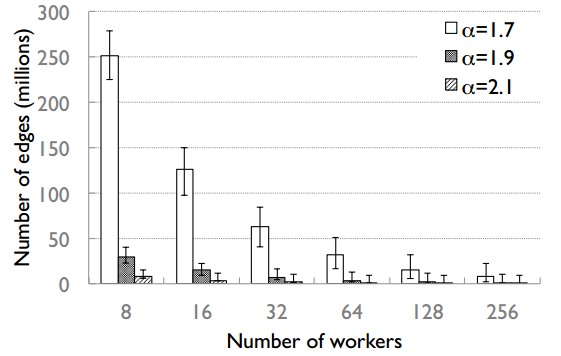 300
250
200
150
100
50
0
Number of edges (millions)
α=1.7
α=1.9
α=2.1
8 16 32 64 128 256
Number of workers